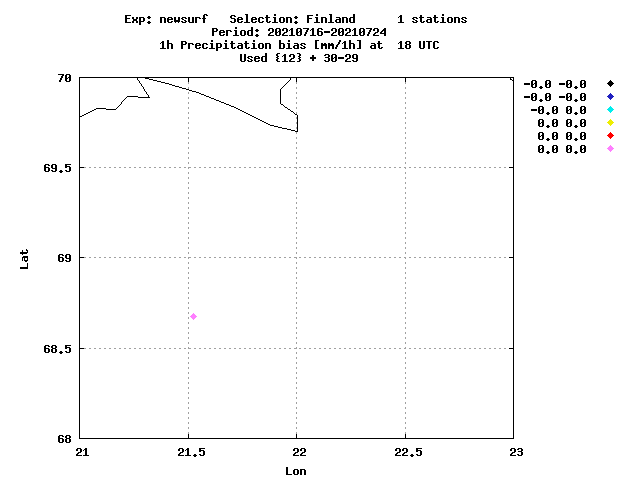 Exp: newsurf   Selection: Finland      1 stations
Period: 20210716-20210724
1h Precipitation bias [mm/1h] at  18 UTC
Used {12} + 30-29
-0.0 -0.0
-0.0 -0.0
-0.0 0.0
0.0 0.0
0.0 0.0
0.0 0.0
70
69.5
69
68.5
68
Lat
21 21.5 22 22.5 23
Lon